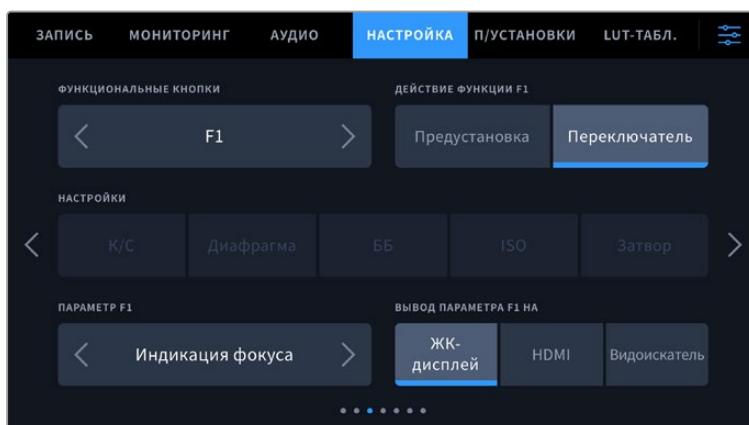 ЗАПИСЬ МОНИТОРИНГ АУДИО НАСТРОЙКА П/УСТАНОВКИ LUT-ТАБЛ.
ФУНКЦИОНАЛЬНЫЕ КНОПКИ ДЕЙСТВИЕ ФУНКЦИИ F1
F1 Предустановка Переключатель
НАСТРОЙКИ
К/С Диафрагма ББ ISO Затвор
ПАРАМЕТР F1 ВЫВОД ПАРАМЕТРА F1 НА
Индикация фокуса ЖК-
дисплей HDMI Видоискатель